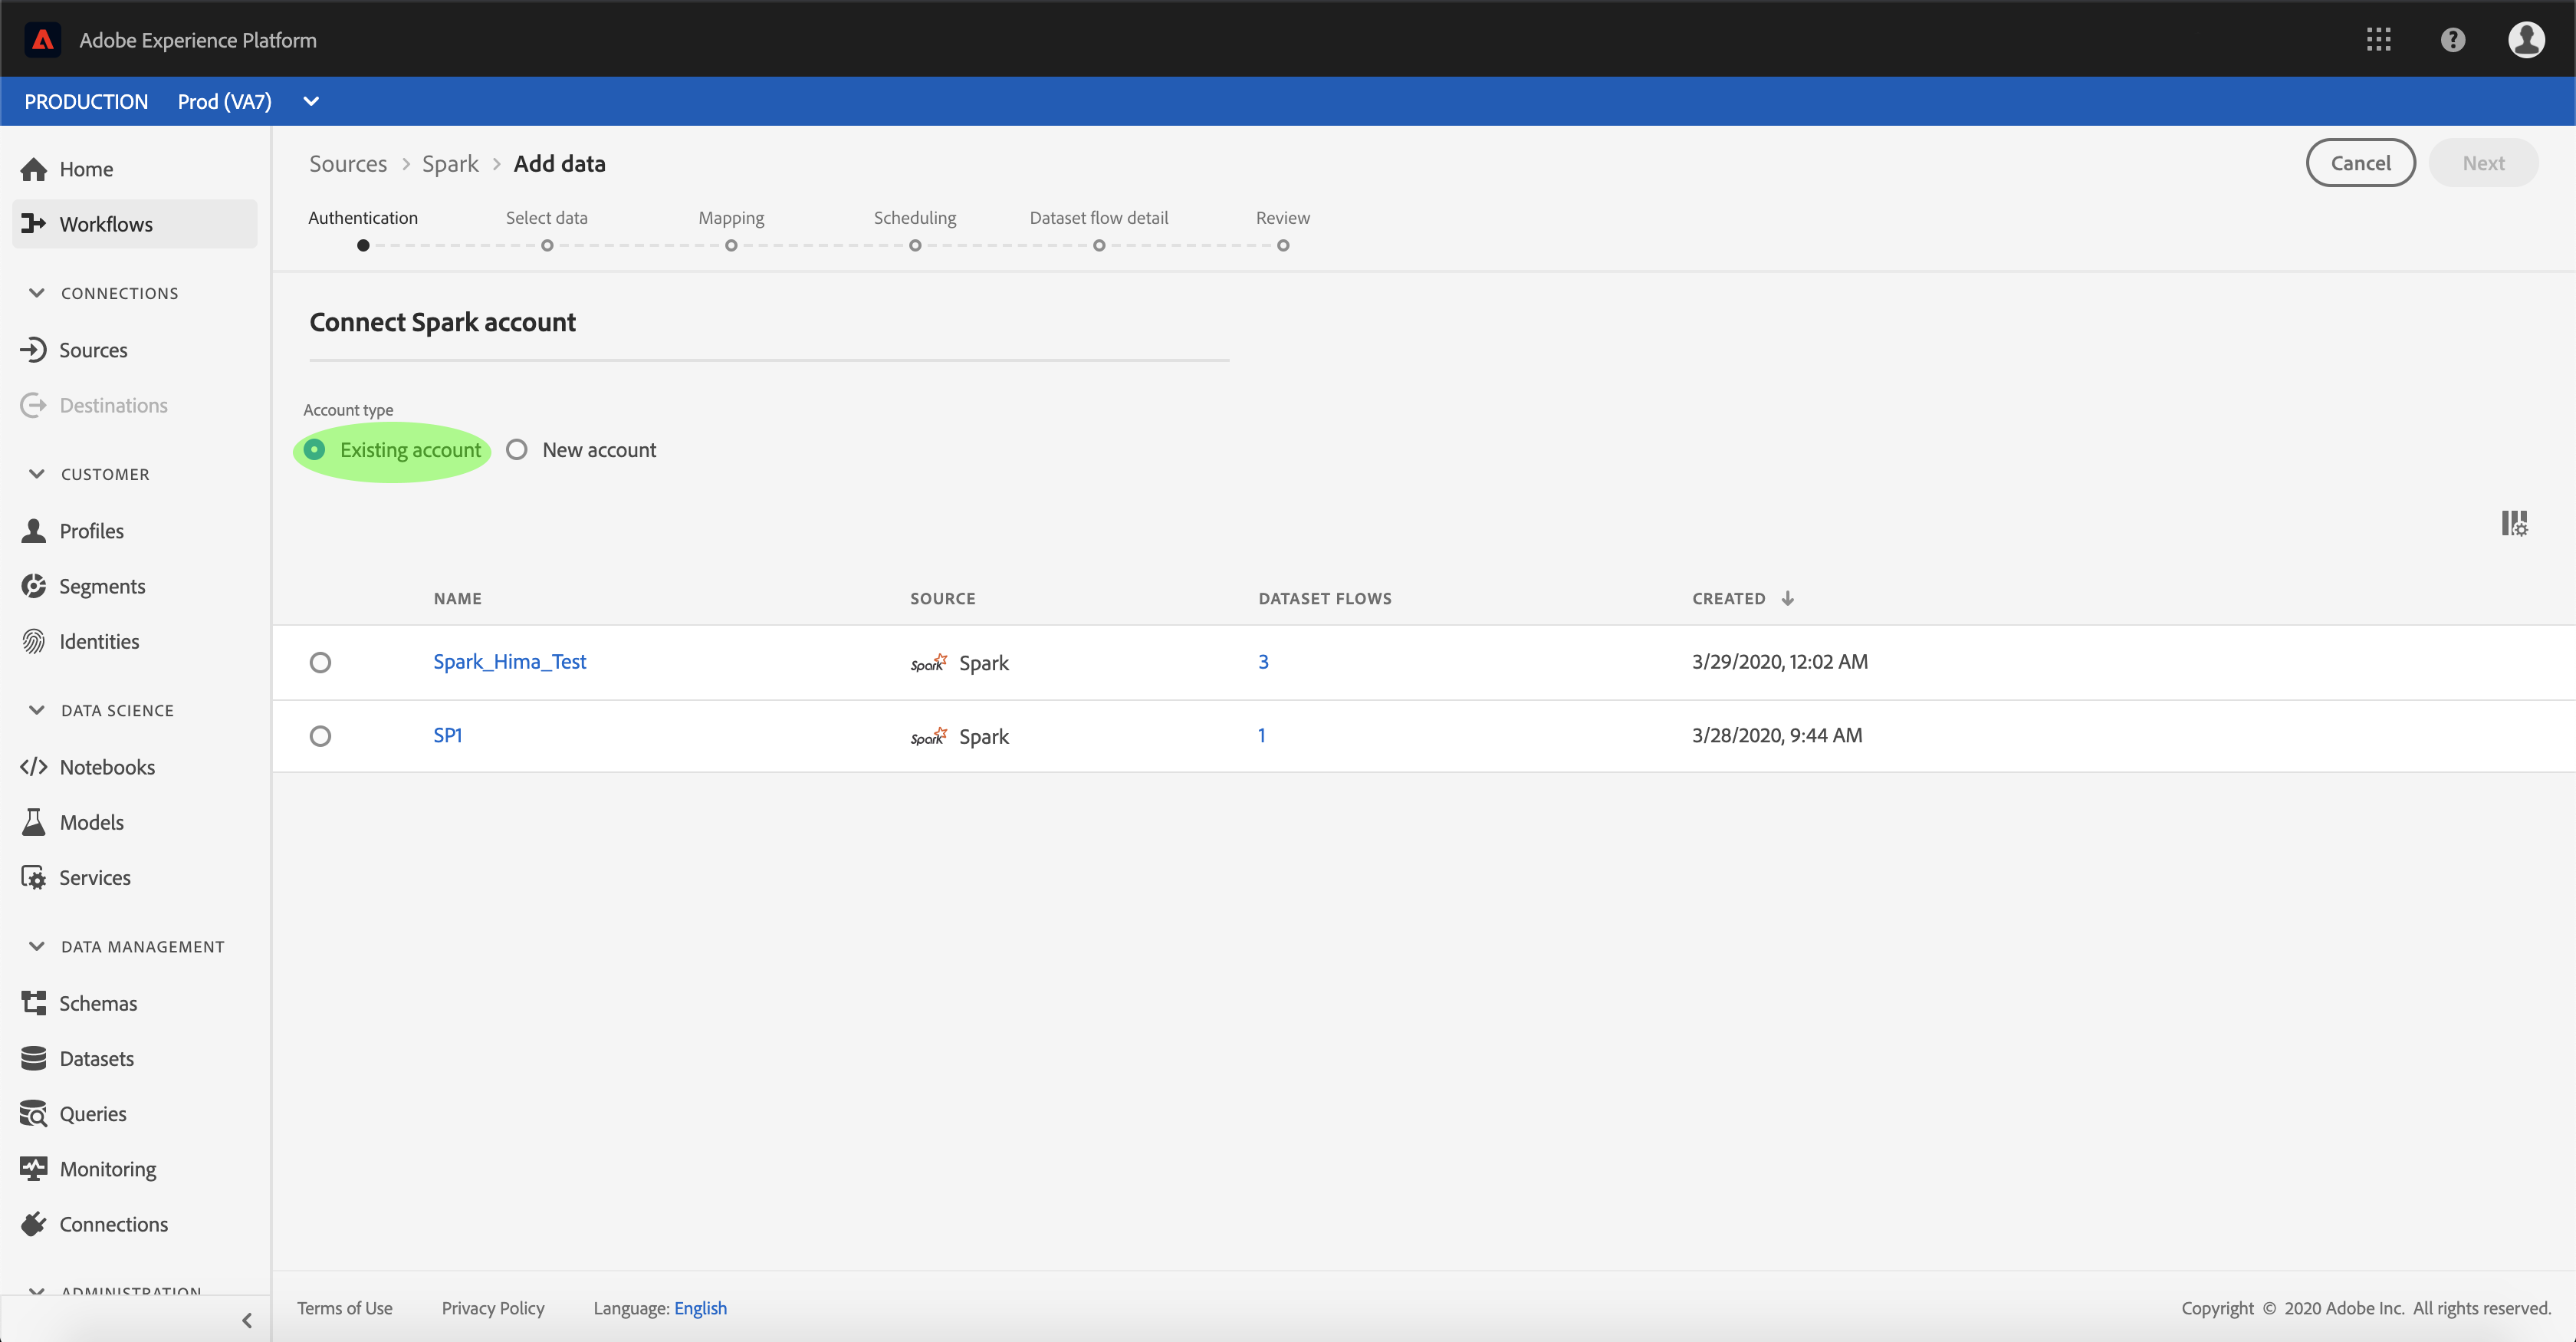 Adobe Experience Platform
PRODUCTION Prod (VA7)
Home
Workflows
CONNECTIONS
Sources
Destinations
CUSTOMER
Profiles
Segments
Identities
DATA SCIENCE
Notebooks
Models
Services
DATA MANAGEMENT
Schemas
Datasets
Queries
Monitoring
Connections
ADMINISTRATION
Sources > Spark > Add data
Cancel Next
Authentication Select data Mapping Scheduling Dataset flow detail Review
Connect Spark account
Account type
Existing account New account
NAME SOURCE DATASET FLOWS CREATED
Spark_Hima_Test Spark Spark 3 3/29/2020, 12:02 AM
SP1 Spark Spark 1 3/28/2020, 9:44 AM
Terms of Use Privacy Policy Language: English Copyright © 2020 Adobe Inc. All rights reserved.